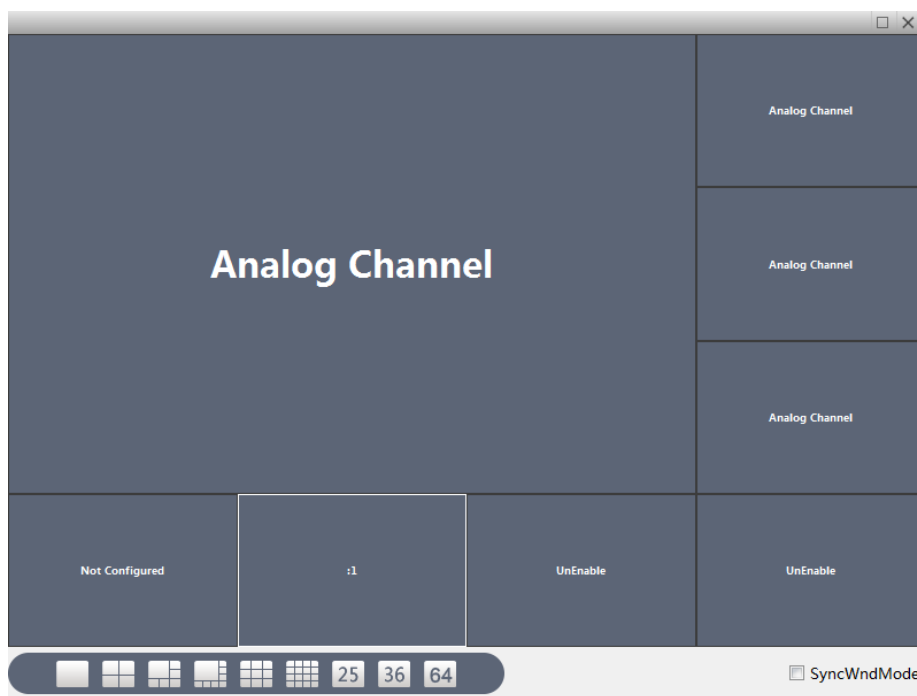 Analog Channel
Analog Channel
Analog Channel
Analog Channel
Not Configured
:1
UnEnable
UnEnable
25
36
64
SyncWndMode